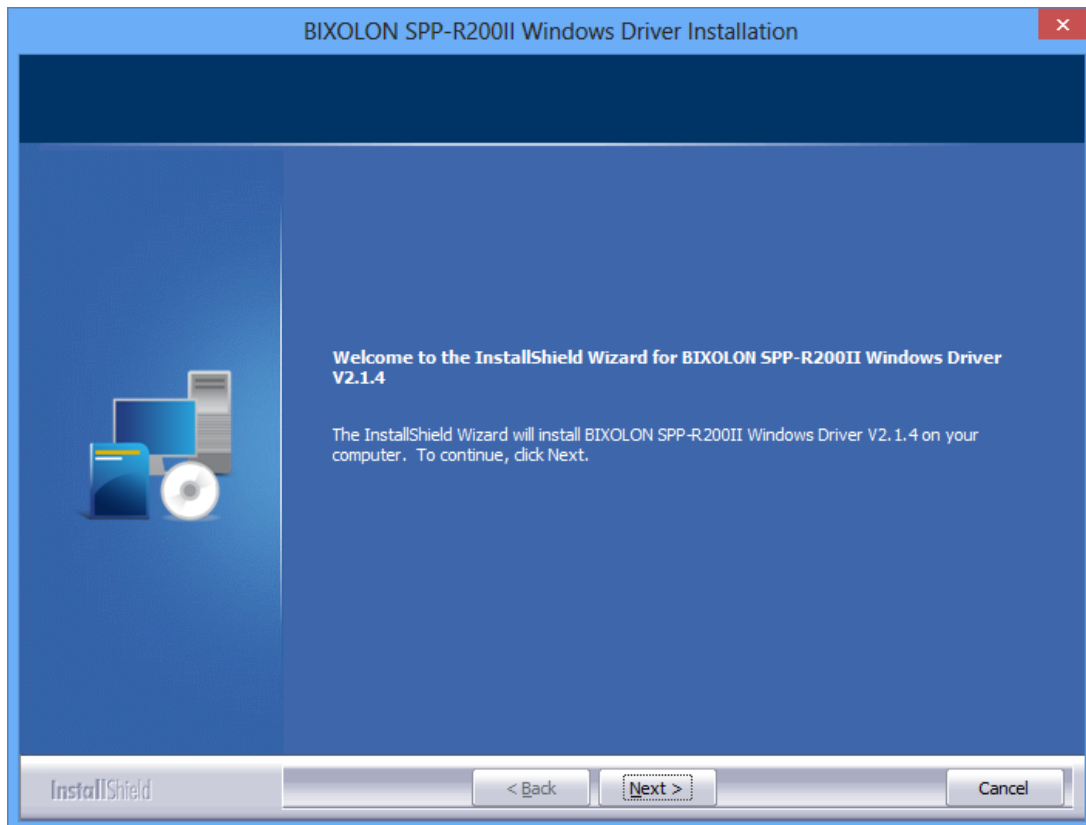 BIXOLON SPP-R200II Windows Driver Installation
Welcome to the InstallShield Wizard for BIXOLON SPP-R200II Windows Driver
V2.1.4
The InstallShield Wizard will install BIXOLON SPP-R200II Windows Driver V2.1.4 on your
computer. To continue, click Next.
InstallShield
< Back
Next >
Cancel